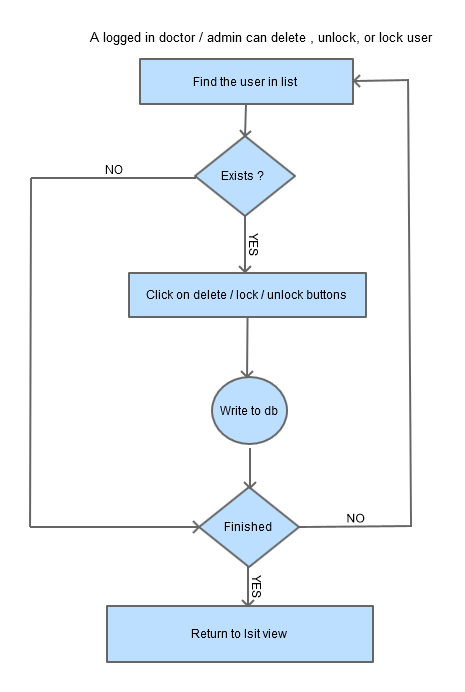 A logged in doctor / admin can delete , unlock, or lock user
Find the user in list
Exists ?
NO
YES
Click on delete / lock / unlock buttons
Write to db
Finished
NO
YES
Return to lsit view